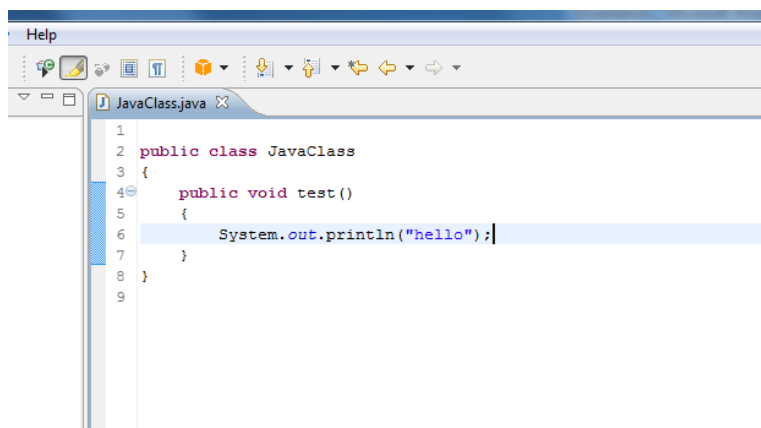 Help
JavaClass.java
1
2 public class JavaClass
3 {
4 public void test()
5 {
6 System.out.println("hello");
7 }
8 }
9